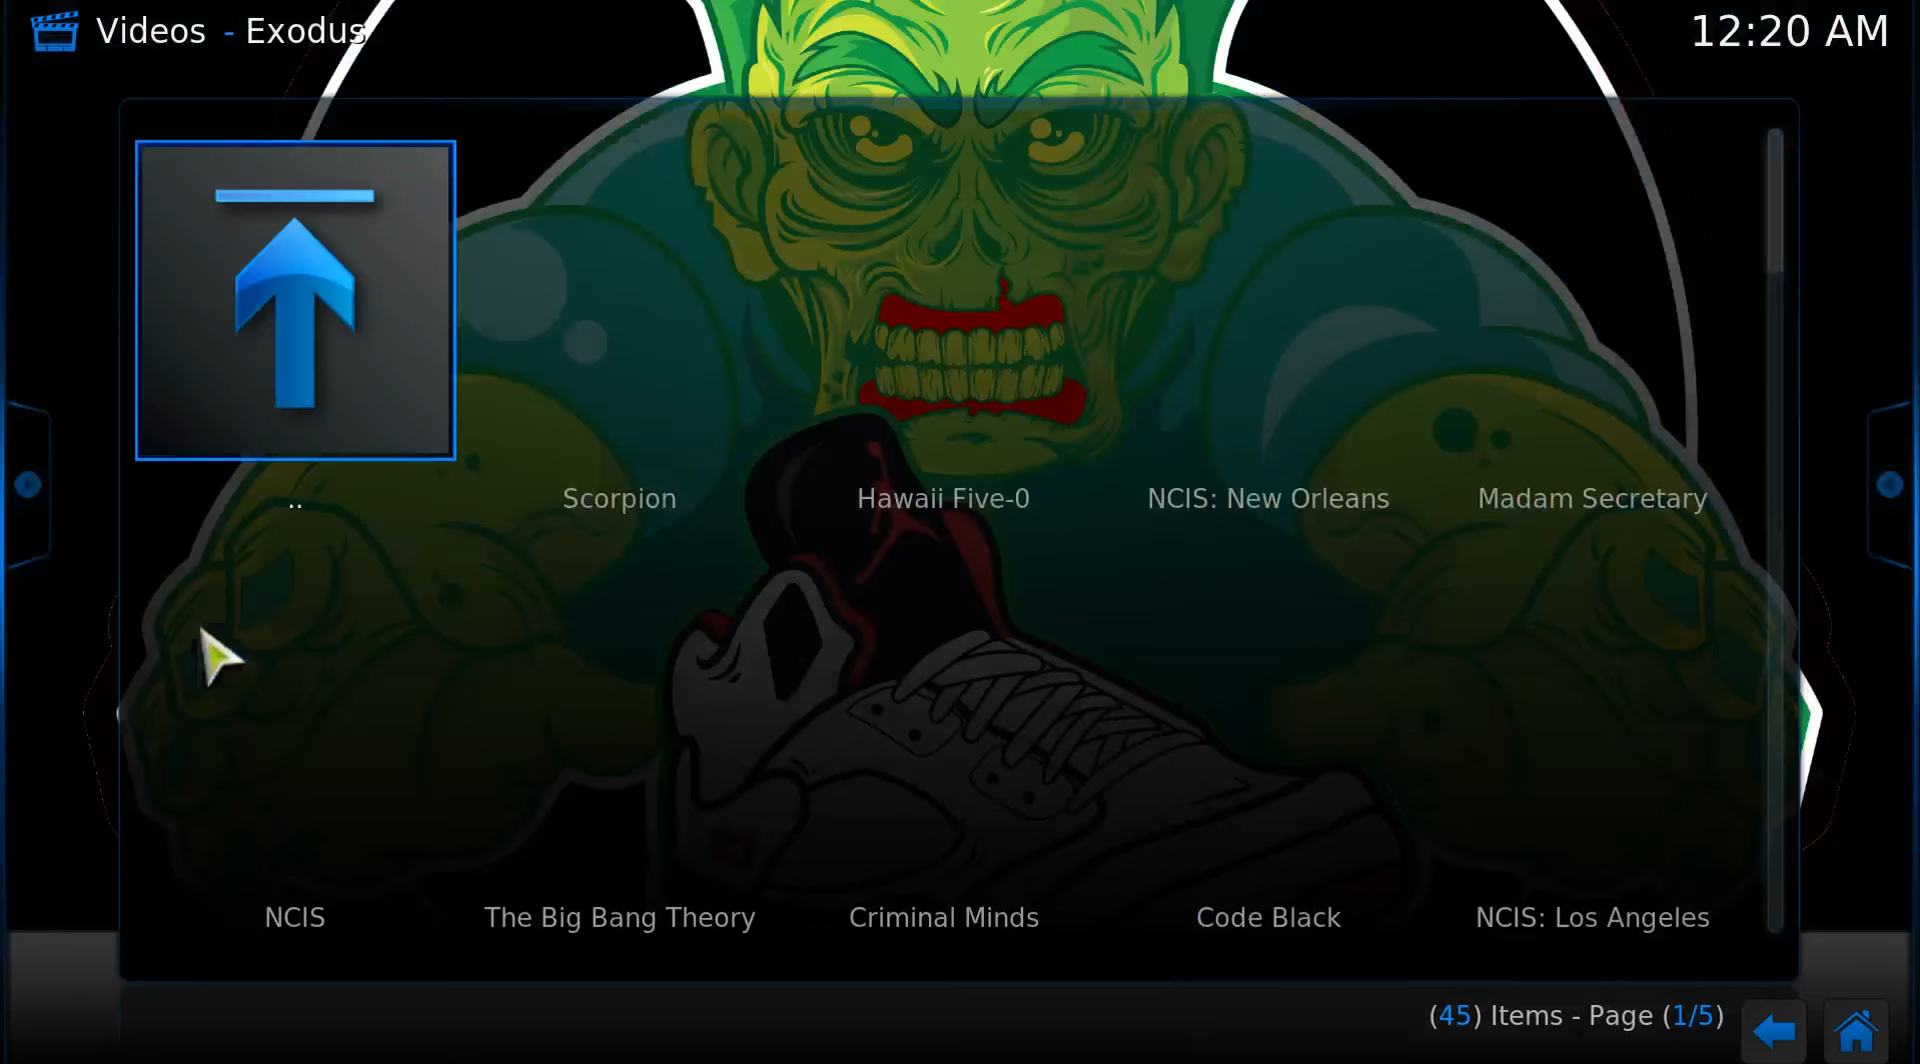 Videos - Exodus
12:20 AM
..
Scorpion
Hawaii Five-0
NCIS: New Orleans
Madam Secretary
NCIS
The Big Bang Theory
Criminal Minds
Code Black
NCIS: Los Angeles
(45) Items - Page (1/5)